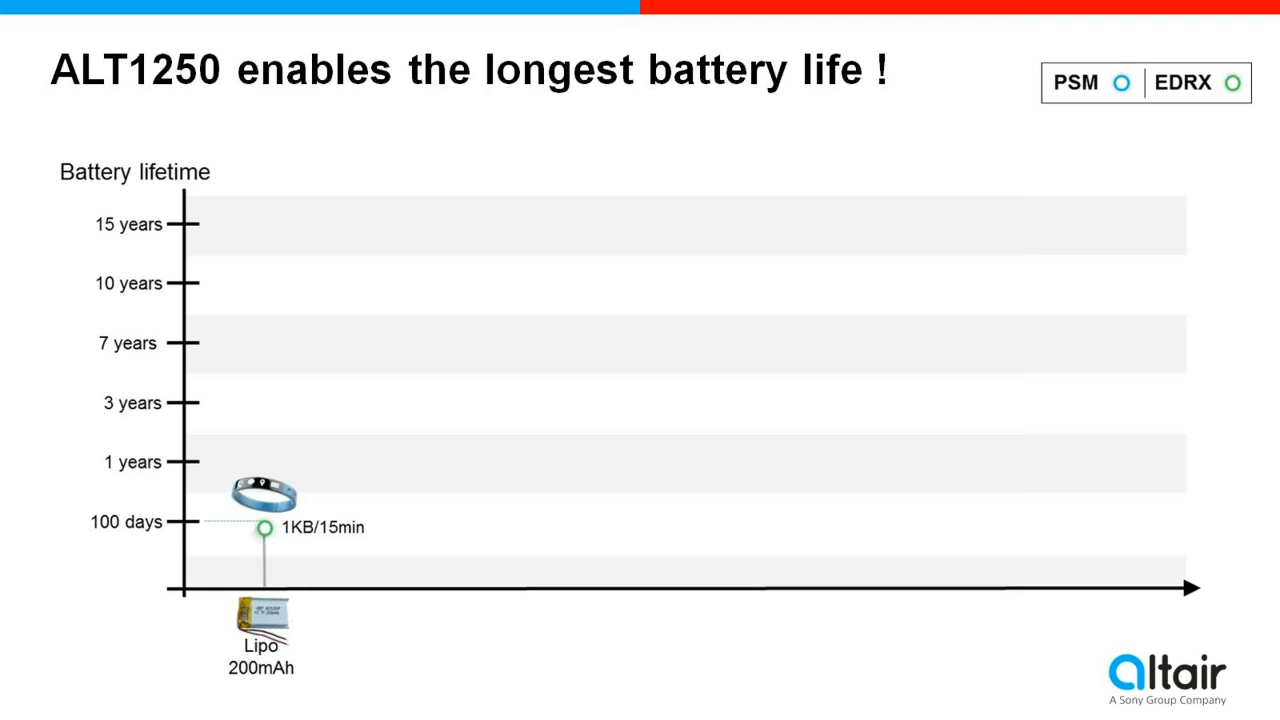 ALT1250 enables the longest battery life !
PSM
EDRX
Battery lifetime
15 years
10 years
7 years
3 years
1 years
100 days
1KB/15min
Lipo
200mAh
altair
A Sony Group Company